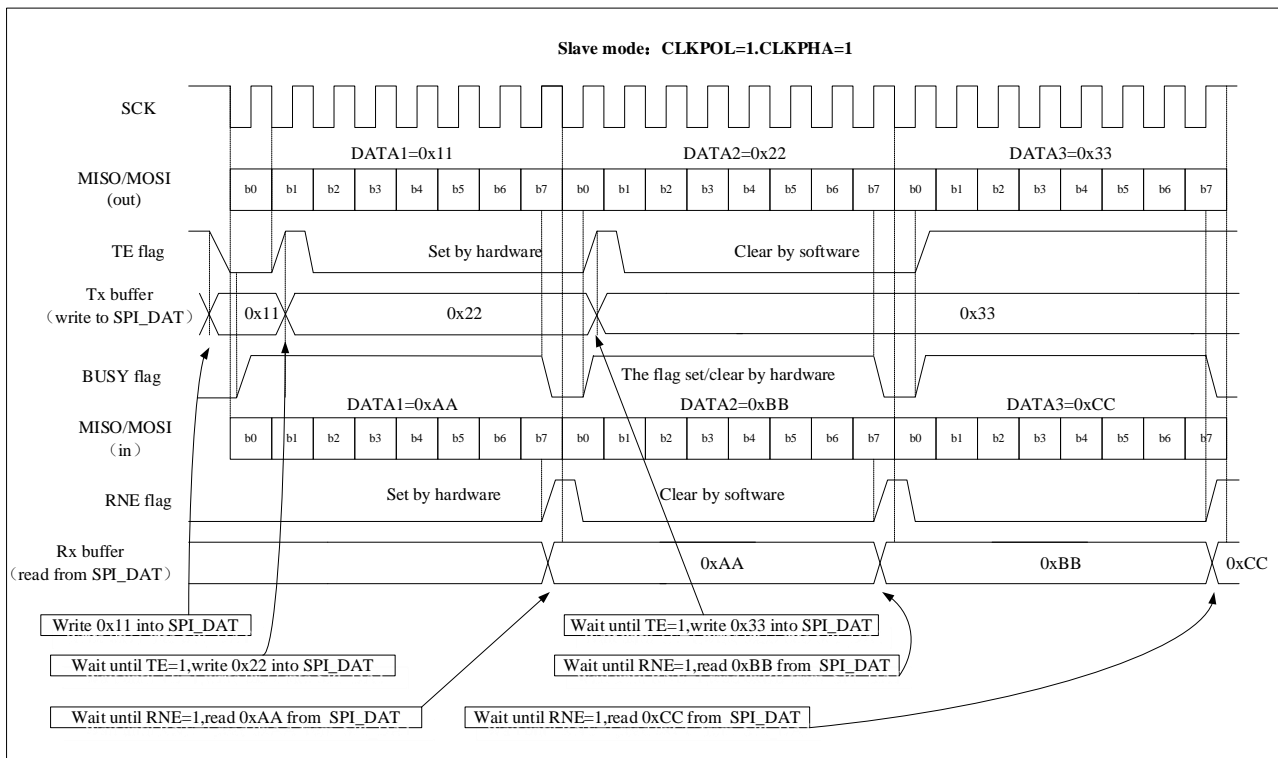 Slave mode：CLKPOL=1.CLKPHA=1
SCK
DATA1=0x11 DATA2=0x22 DATA3=0x33
MISO/MOSI
(out)
b0 b1 b2 b3 b4 b5 b6 b7 b0 b1 b2 b3 b4 b5 b6 b7 b0 b1 b2 b3 b4 b5 b6 b7
TE flag Set by hardware Clear by software
Tx buffer
（write to SPI_DAT）
0x11 0x22 0x33
BUSY flag The flag set/clear by hardware
DATA1=0xAA DATA2=0xBB DATA3=0xCC
MISO/MOSI
（in）
b0 b1 b2 b3 b4 b5 b6 b7 b0 b1 b2 b3 b4 b5 b6 b7 b0 b1 b2 b3 b4 b5 b6 b7
RNE flag Set by hardware Clear by software
Rx buffer
（read from SPI_DAT）
0xAA 0xBB 0xCC
Write 0x11 into SPI_DAT Wait until TE=1,write 0x33 into SPI_DAT
Wait until TE=1,write 0x22 into SPI_DAT Wait until RNE=1,read 0xBB from SPI_DAT
Wait until RNE=1,read 0xAA from SPI_DAT Wait until RNE=1,read 0xCC from SPI_DAT